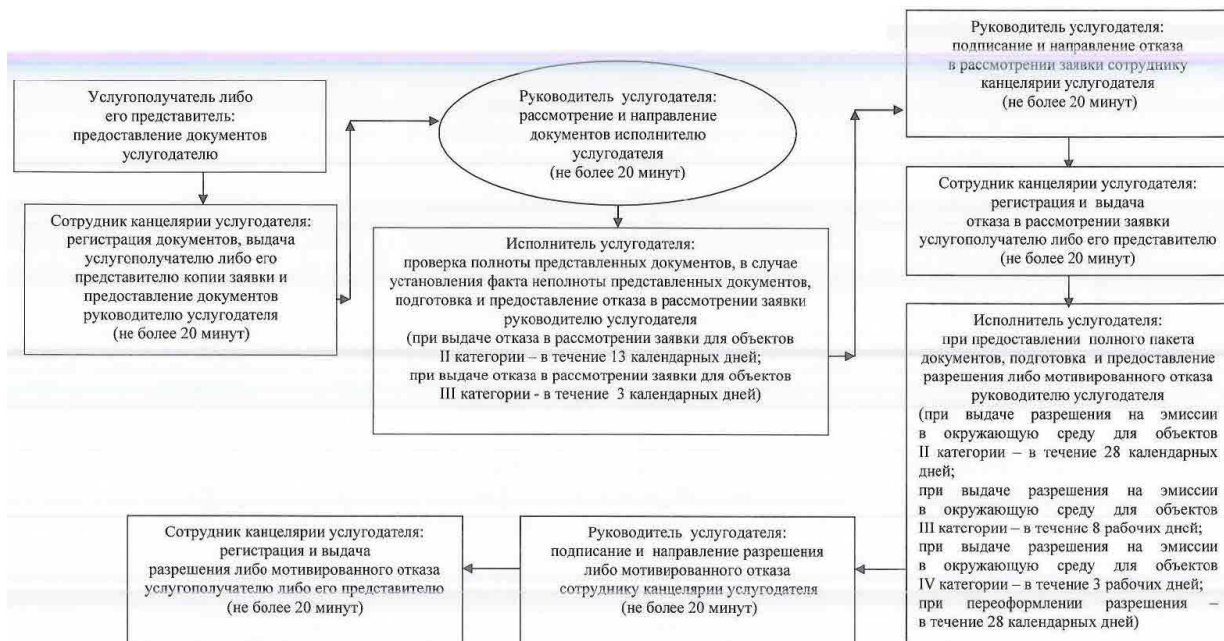 Услугополучатель либо
его представитель:
предоставление документов
услугодателю
Сотрудник канцелярии услугодателя:
регистрация документов, выдача
услугополучателю либо его
представителю копии заявки и
предоставление документов
руководителю услугодателя
(не более 20 минут)
Руководитель услугодателя:
рассмотрение и направление
документов исполнителю
услугодателя
(не более 20 минут)
Исполнитель услугодателя:
проверка полноты представленных документов, в случае
установления факта неполноты представленных документов,
подготовка и предоставление отказа в рассмотрении заявки
руководителю услугодателя
(при выдаче отказа в рассмотрении заявки для объектов
II категории – в течение 13 календарных дней;
при выдаче отказа в рассмотрении заявки для объектов
III категории - в течение 3 календарных дней)
Руководитель услугодателя:
подписание и направление отказа
в рассмотрении заявки сотруднику
канцелярии услугодателя
(не более 20 минут)
Сотрудник канцелярии услугодателя:
регистрация и выдача
отказа в рассмотрении заявки
услугополучателю либо его представителю
(не более 20 минут)
Исполнитель услугодателя:
при предоставлении полного пакета
документов, подготовка и предоставление
разрешения либо мотивированного отказа
руководителю услугодателя
(при выдаче разрешения на эмиссии
в окружающую среду для объектов
II категории – в течение 28 календарных
дней;
при выдаче разрешения на эмиссии
в окружающую среду для объектов
III категории – в течение 8 рабочих дней;
при выдаче разрешения на эмиссии
в окружающую среду для объектов
IV категории – в течение 3 рабочих дней;
при переоформлении разрешения –
в течение 28 календарных дней)
Руководитель услугодателя:
подписание и направление разрешения
либо мотивированного отказа
сотруднику канцелярии услугодателя
(не более 20 минут)
Сотрудник канцелярии услугодателя:
регистрация и выдача
разрешения либо мотивированного отказа
услугополучателю либо его представителю
(не более 20 минут)